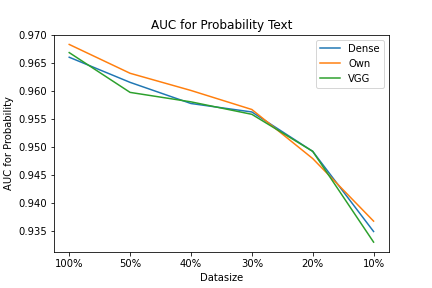 AUC for Probability Text
AUC for Probability
0.970
0.965
0.960
0.955
0.950
0.945
0.940
0.935
Dense
Own
VGG
100% 50% 40% 30% 20% 10%
Datasize